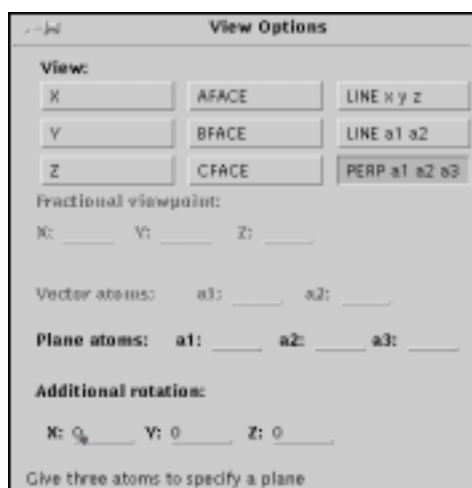 View Options
View:
X AFACE LINE x y z
Y BFACE LINE a1 a2
Z CFACE PERP a1 a2 a3
Fractional viewpoint:
X: Y: Z:
Vector atoms: a1: a2:
Plane atoms: a1: a2: a3:
Additional rotation:
X: 0 Y: 0 Z: 0
Give three atoms to specify a plane